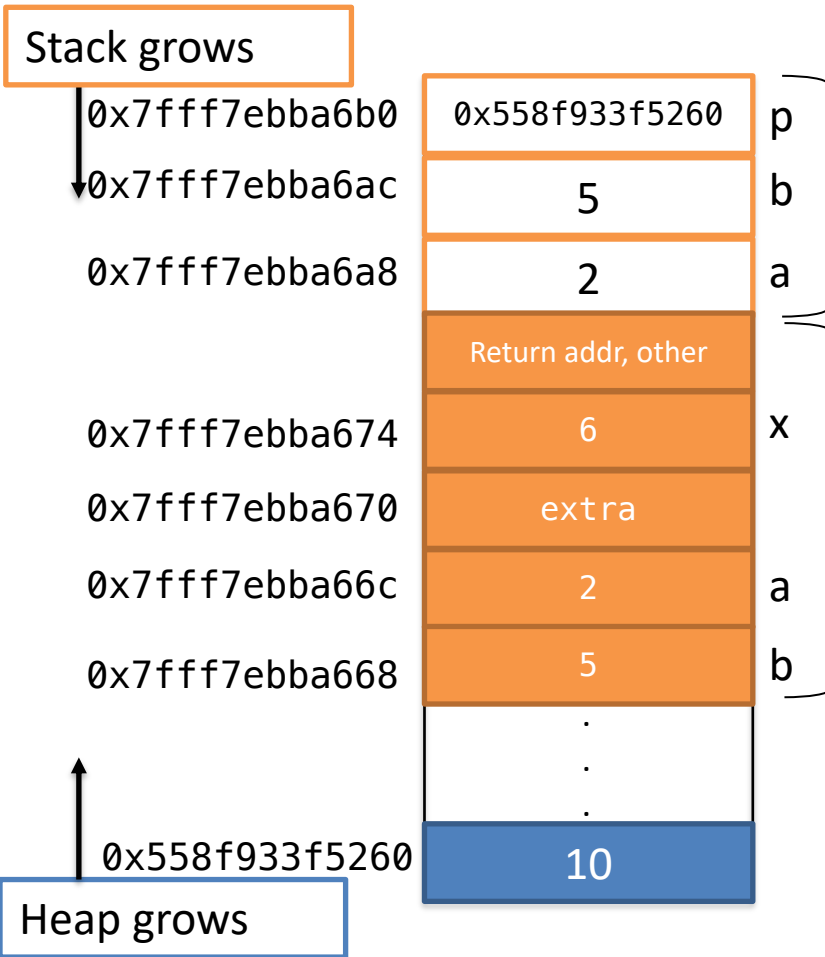 Stack grows
0x7fff7ebba6b0 0x558f933f5260 p
0x7fff7ebba6ac 5 b
0x7fff7ebba6a8 2 a
Return addr, other
0x7fff7ebba674 6 x
0x7fff7ebba670 extra
0x7fff7ebba66c 2 a
0x7fff7ebba668 5 b
.
.
.
0x558f933f5260 10
Heap grows